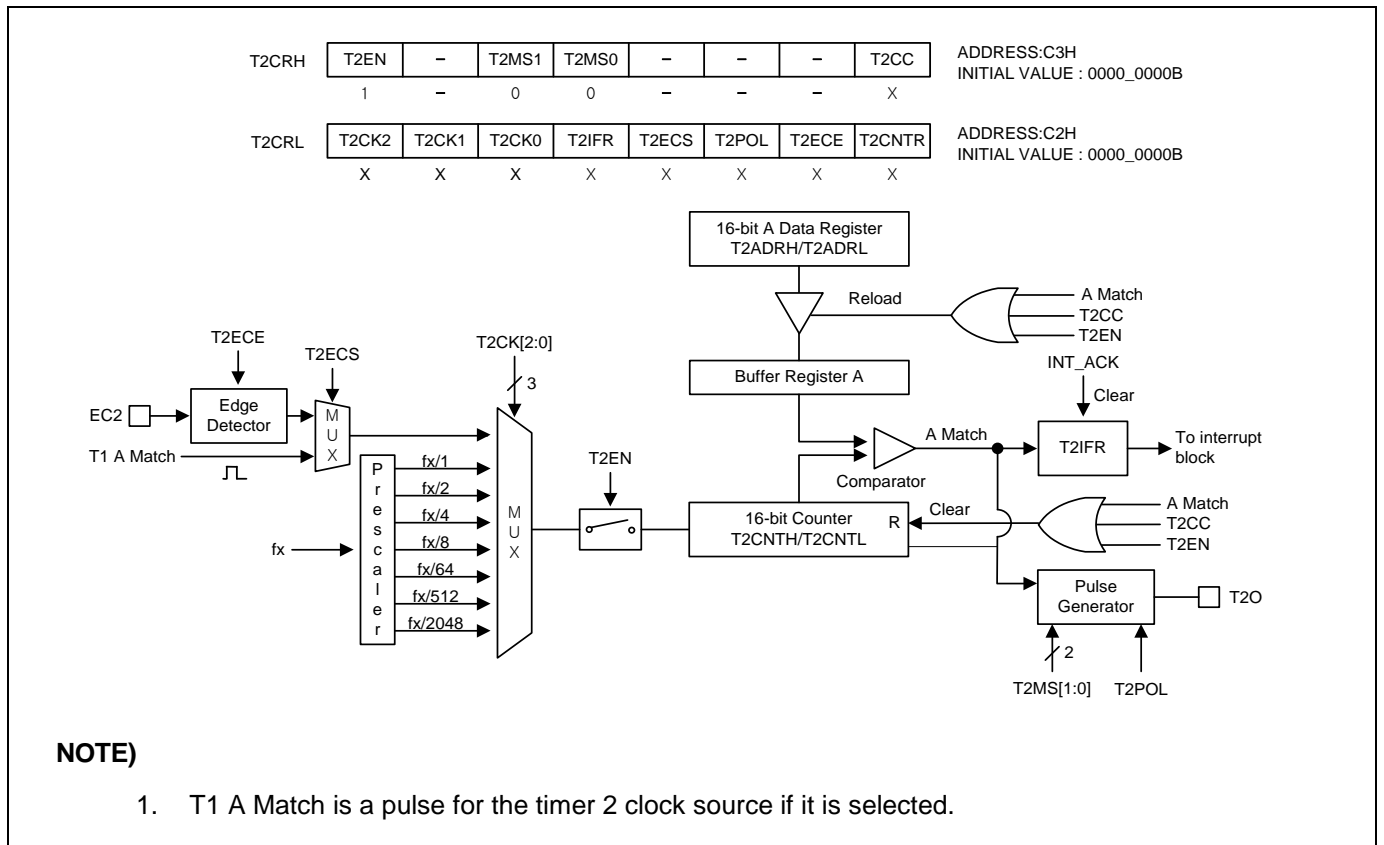 T2CRH T2EN – T2MS1 T2MS0 – – – T2CC ADDRESS:C3H
INITIAL VALUE : 0000_0000B
1 – 0 0 – – – X
T2CRL T2CK2 T2CK1 T2CK0 T2IFR T2ECS T2POL T2ECE T2CNTR ADDRESS:C2H
INITIAL VALUE : 0000_0000B
X X X X X X X X
16-bit A Data Register
T2ADRH/T2ADRL
Reload
A Match
T2CC
T2EN
T2ECE
T2ECS
T2CK[2:0]
3
Buffer Register A
INT_ACK
Clear
EC2
Edge
Detector
MUX
T1 A Match
Prescaler
fx
fx/1
fx/2
fx/4
fx/8
fx/64
fx/512
fx/2048
MUX
T2EN
A Match
Comparator
T2IFR
To interrupt
block
16-bit Counter
T2CNTH/T2CNTL
R
Clear
A Match
T2CC
T2EN
Pulse
Generator
T2O
2
T2MS[1:0]
T2POL
NOTE)
1. T1 A Match is a pulse for the timer 2 clock source if it is selected.